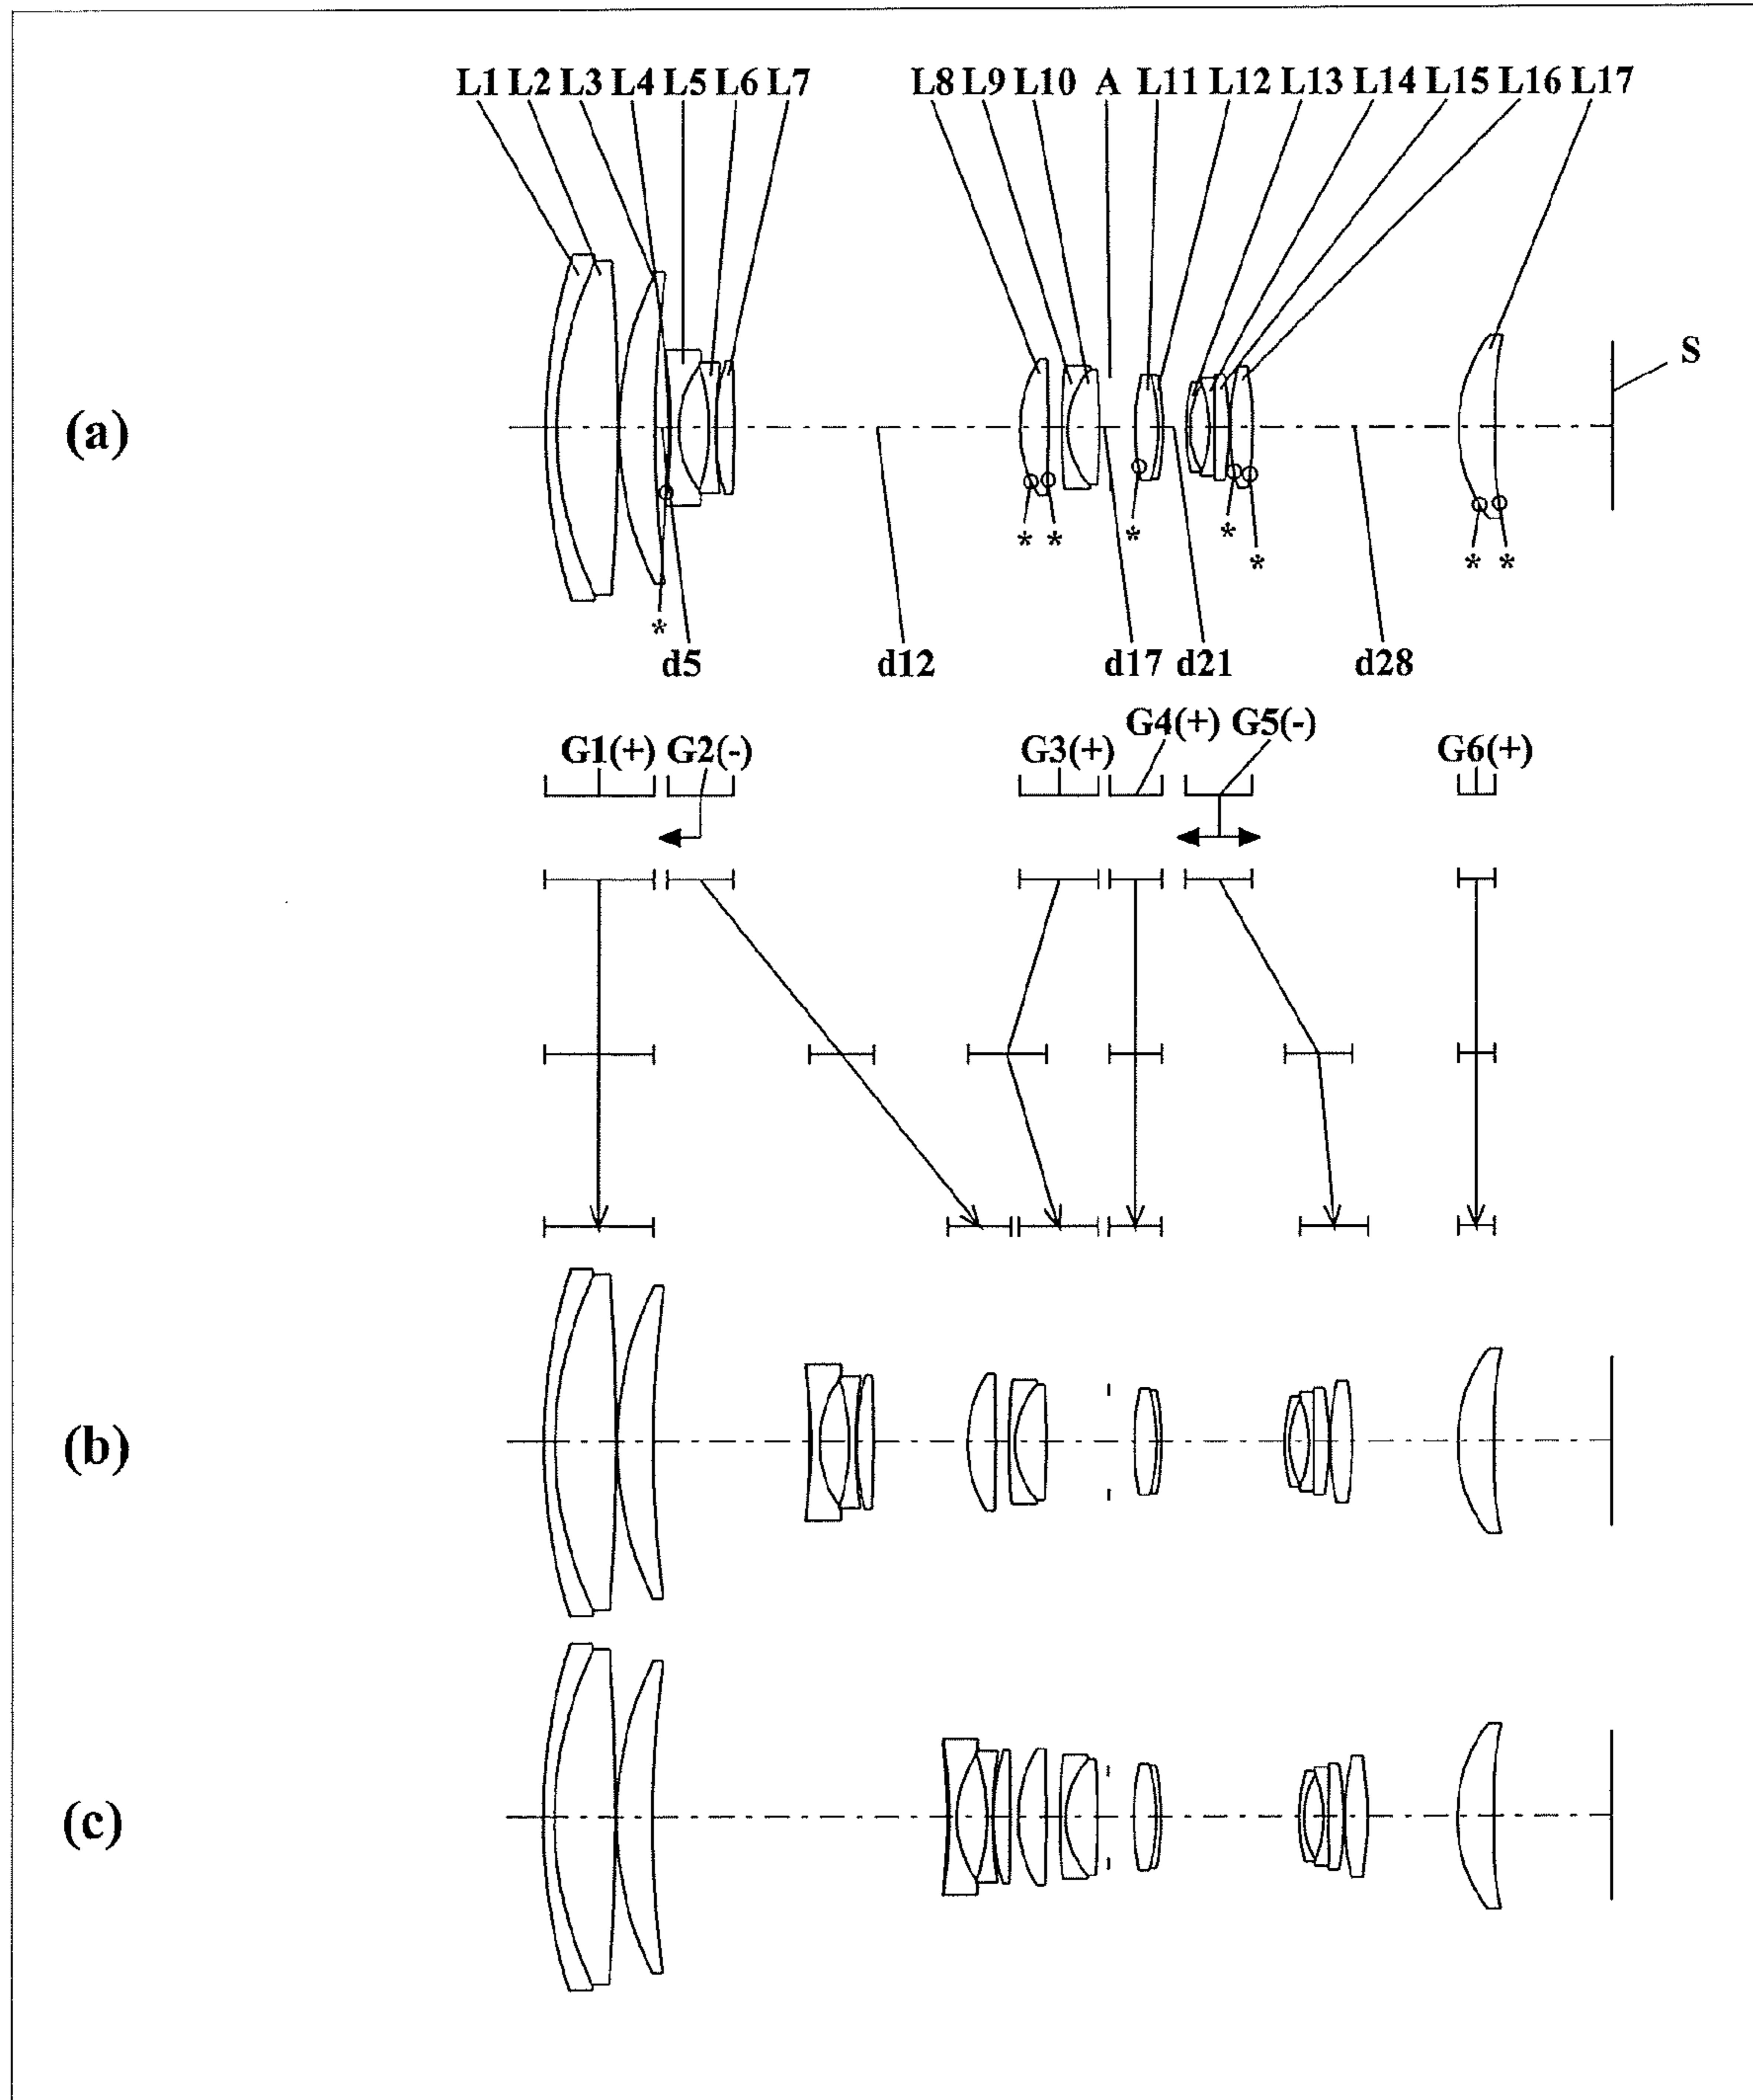 L1 L2 L3 L4 L5 L6 L7 L8 L9 L10 A L11 L12 L13 L14 L15 L16 L17
S
(a)
* * * * * * *
*
d5 d12 d17 d21 d28
G1(+) G2(-) G3(+) G4(+) G5(-) G6(+)
(b)
(c)